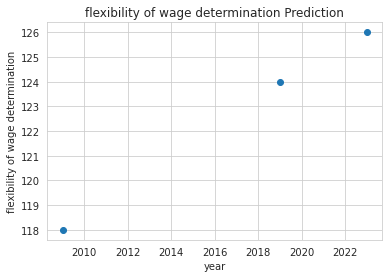 flexibility of wage determination Prediction
126
125
124
123
122
121
120
119
118
flexibility of wage determination
2010 2012 2014 2016 2018 2020 2022
year